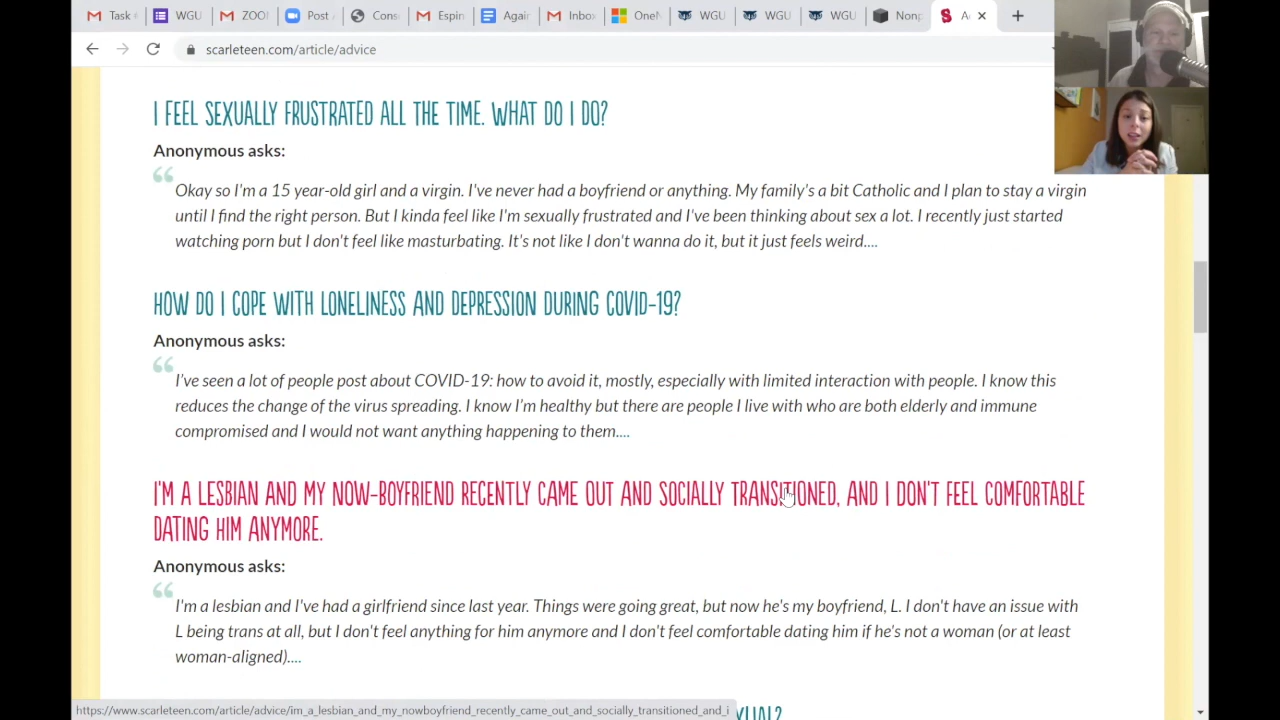 Task
WGU
ZOOI
Post
Cons
Espin
Again
Inbox
OneN
WGU
WGU
WGU
Nonp
scarleteen.com/article/advice
I FEEL SEXUALLY FRUSTRATED ALL THE TIME. WHAT DO I DO?
Anonymous asks:
Okay so I'm a 15 year-old girl and a virgin. I've never had a boyfriend or anything. My family's a bit Catholic and I plan to stay a virgin
until I find the right person. But I kinda feel like I'm sexually frustrated and I've been thinking about sex a lot. I recently just started
watching porn but I don't feel like masturbating. It's not like I don't wanna do it, but it just feels weird....
HOW DO I COPE WITH LONELINESS AND DEPRESSION DURING COVID-19?
Anonymous asks:
I've seen a lot of people post about COVID-19: how to avoid it, mostly, especially with limited interaction with people. I know this
reduces the change of the virus spreading. I know I'm healthy but there are people I live with who are both elderly and immune
compromised and I would not want anything happening to them....
I'M A LESBIAN AND MY NOW-BOYFRIEND RECENTLY CAME OUT AND SOCIALLY TRANSITIONED, AND I DON'T FEEL COMFORTABLE
DATING HIM ANYMORE.
Anonymous asks:
I'm a lesbian and I've had a girlfriend since last year. Things were going great, but now he's my boyfriend, L. I don't have an issue with
L being trans at all, but I don't feel anything for him anymore and I don't feel comfortable dating him if he's not a woman (or at least
woman-aligned)....
https://www.scarleteen.com/article/advice/im_a_lesbian_and_my_nowboyfriend_recently_came_out_and_socially_transitioned_and_i